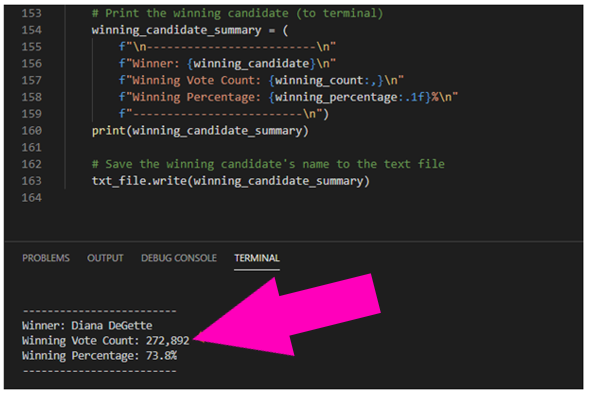 153 # Print the winning candidate (to terminal)
154 winning_candidate_summary = (
155 f"\n-------------------------\n"
156 f"Winner: {winning_candidate}\n"
157 f"Winning Vote Count: {winning_count:,}\n"
158 f"Winning Percentage: {winning_percentage:.1f}%\n"
159 f"-------------------------\n")
160 print(winning_candidate_summary)
161
162 # Save the winning candidate's name to the text file
163 txt_file.write(winning_candidate_summary)
164
PROBLEMS OUTPUT DEBUG CONSOLE TERMINAL
-------------------------
Winner: Diana DeGette
Winning Vote Count: 272,892
Winning Percentage: 73.8%
-------------------------